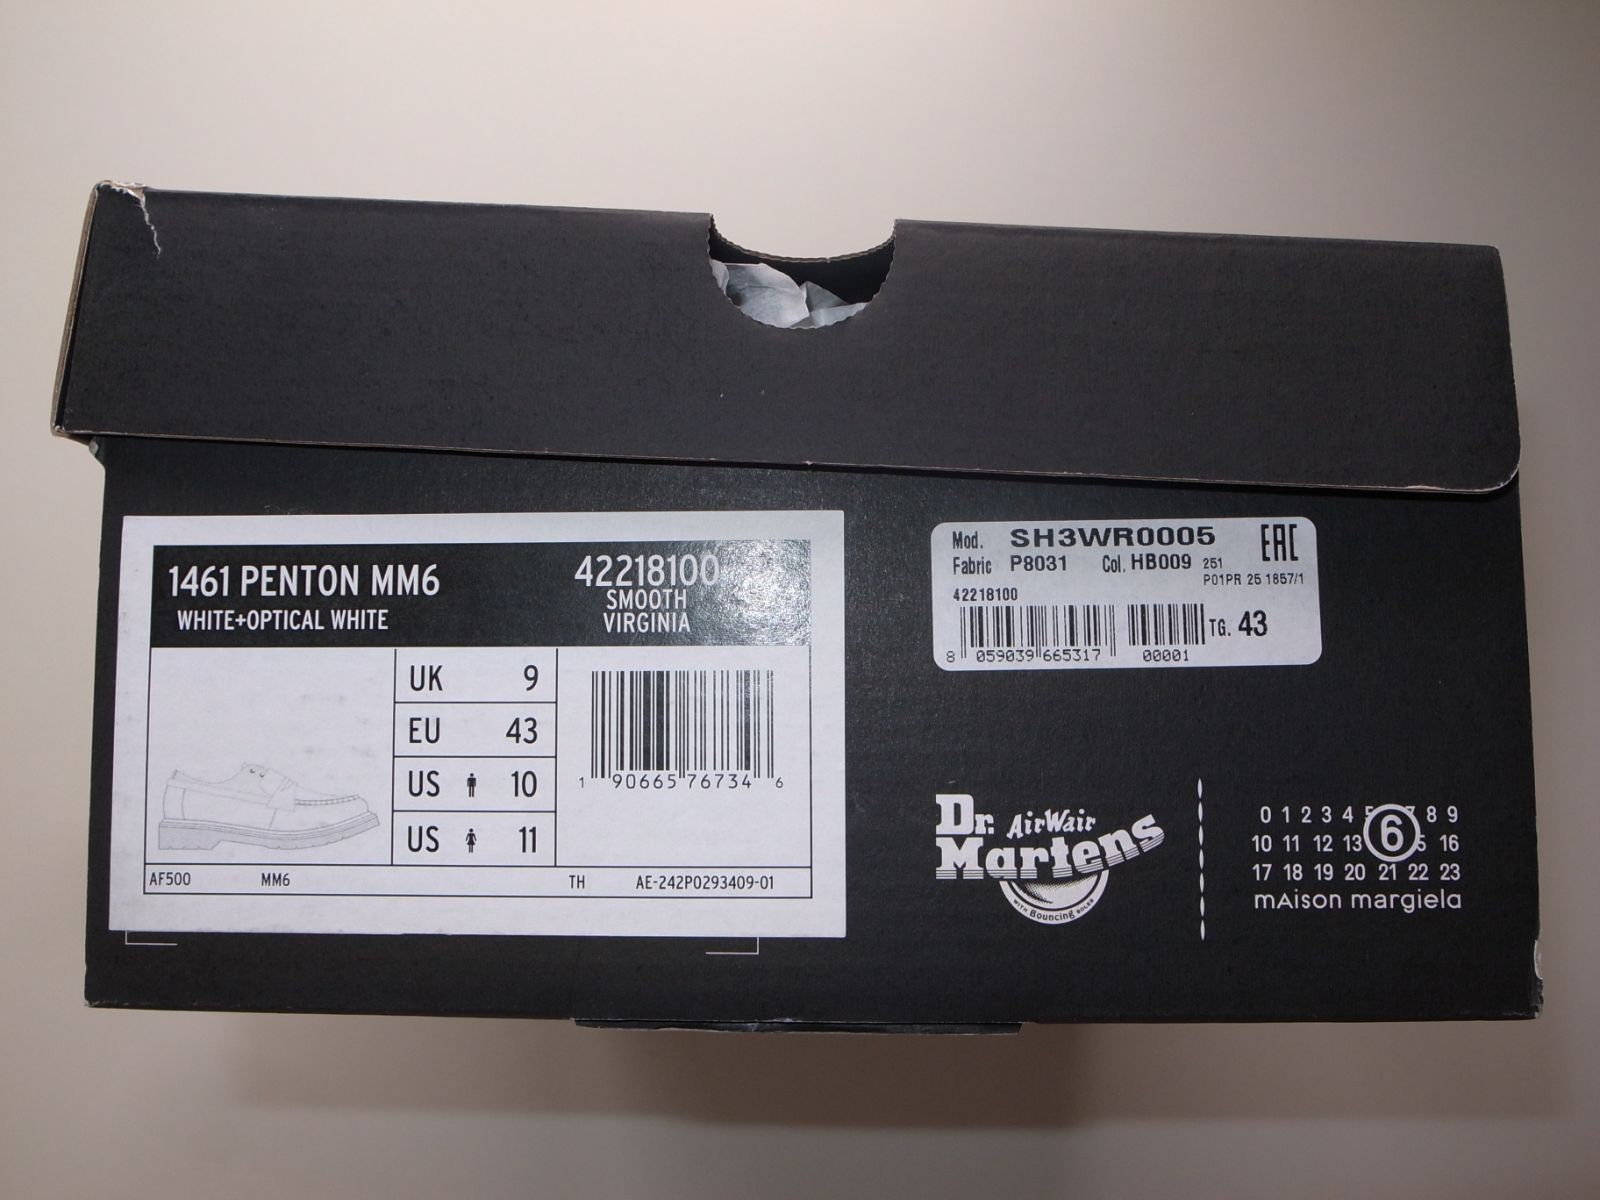 1461 PENTON MM6
WHITE+OPTICAL WHITE
42218100
SMOOTH
VIRGINIA
UK 9
EU 43
US 10
US 11
1 90665 76734 6
AF500 MM6 TH AE-242P0293409-01
Mod. SH3WR0005 EAC
Fabric P8031 Col. HB009 251
P01PR 25 1857/1
42218100
TG. 43
8 059039 665317 00001
Dr. AirWair
Martens
WITH Bouncing SOLES
0 1 2 3 4 5 6 7 8 9
10 11 12 13 15 16
17 18 19 20 21 22 23
mAison margiela